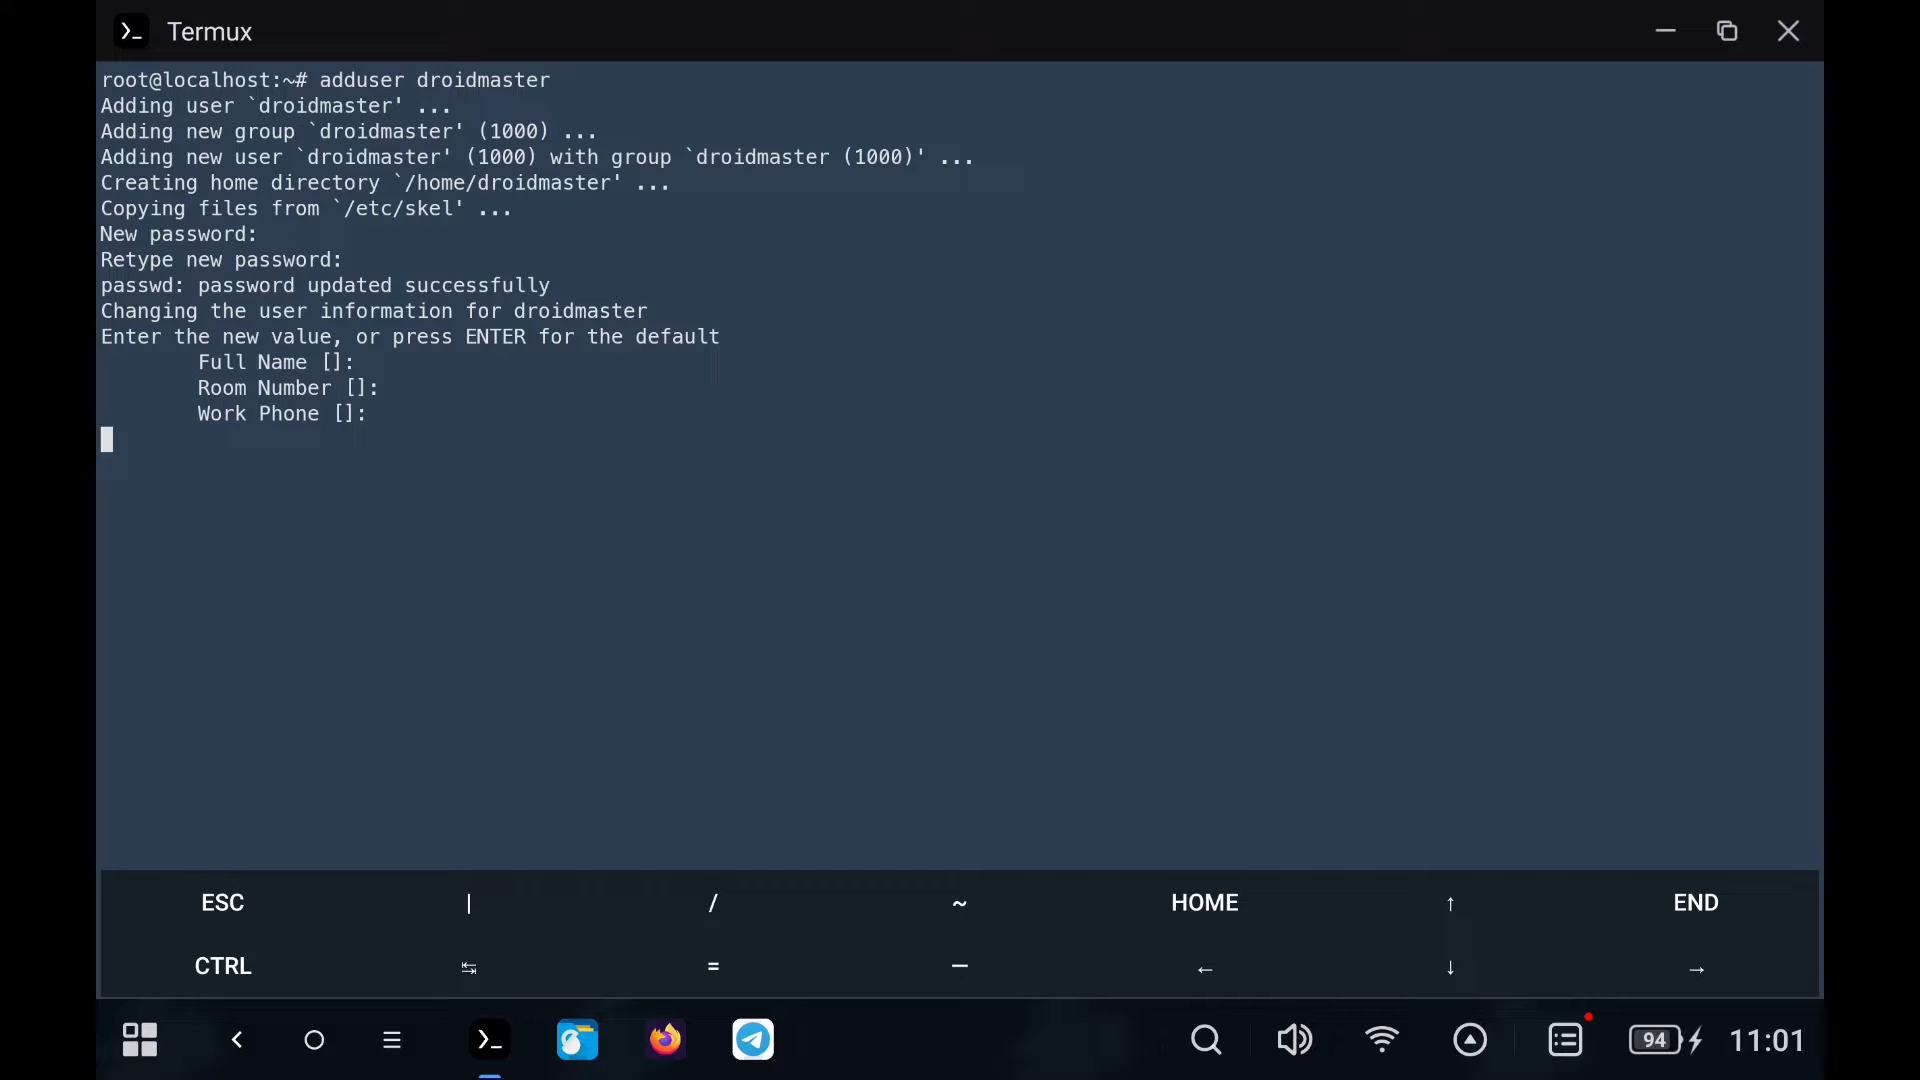 Termux
root@localhost:~# adduser droidmaster
Adding user `droidmaster' ...
Adding new group `droidmaster' (1000) ...
Adding new user `droidmaster' (1000) with group `droidmaster (1000)' ...
Creating home directory `/home/droidmaster' ...
Copying files from `/etc/skel' ...
New password:
Retype new password:
passwd: password updated successfully
Changing the user information for droidmaster
Enter the new value, or press ENTER for the default
Full Name []:
Room Number []:
Work Phone []:
ESC | / ~ HOME ↑ END
CTRL ↹ = — ← ↓ →
94 11:01